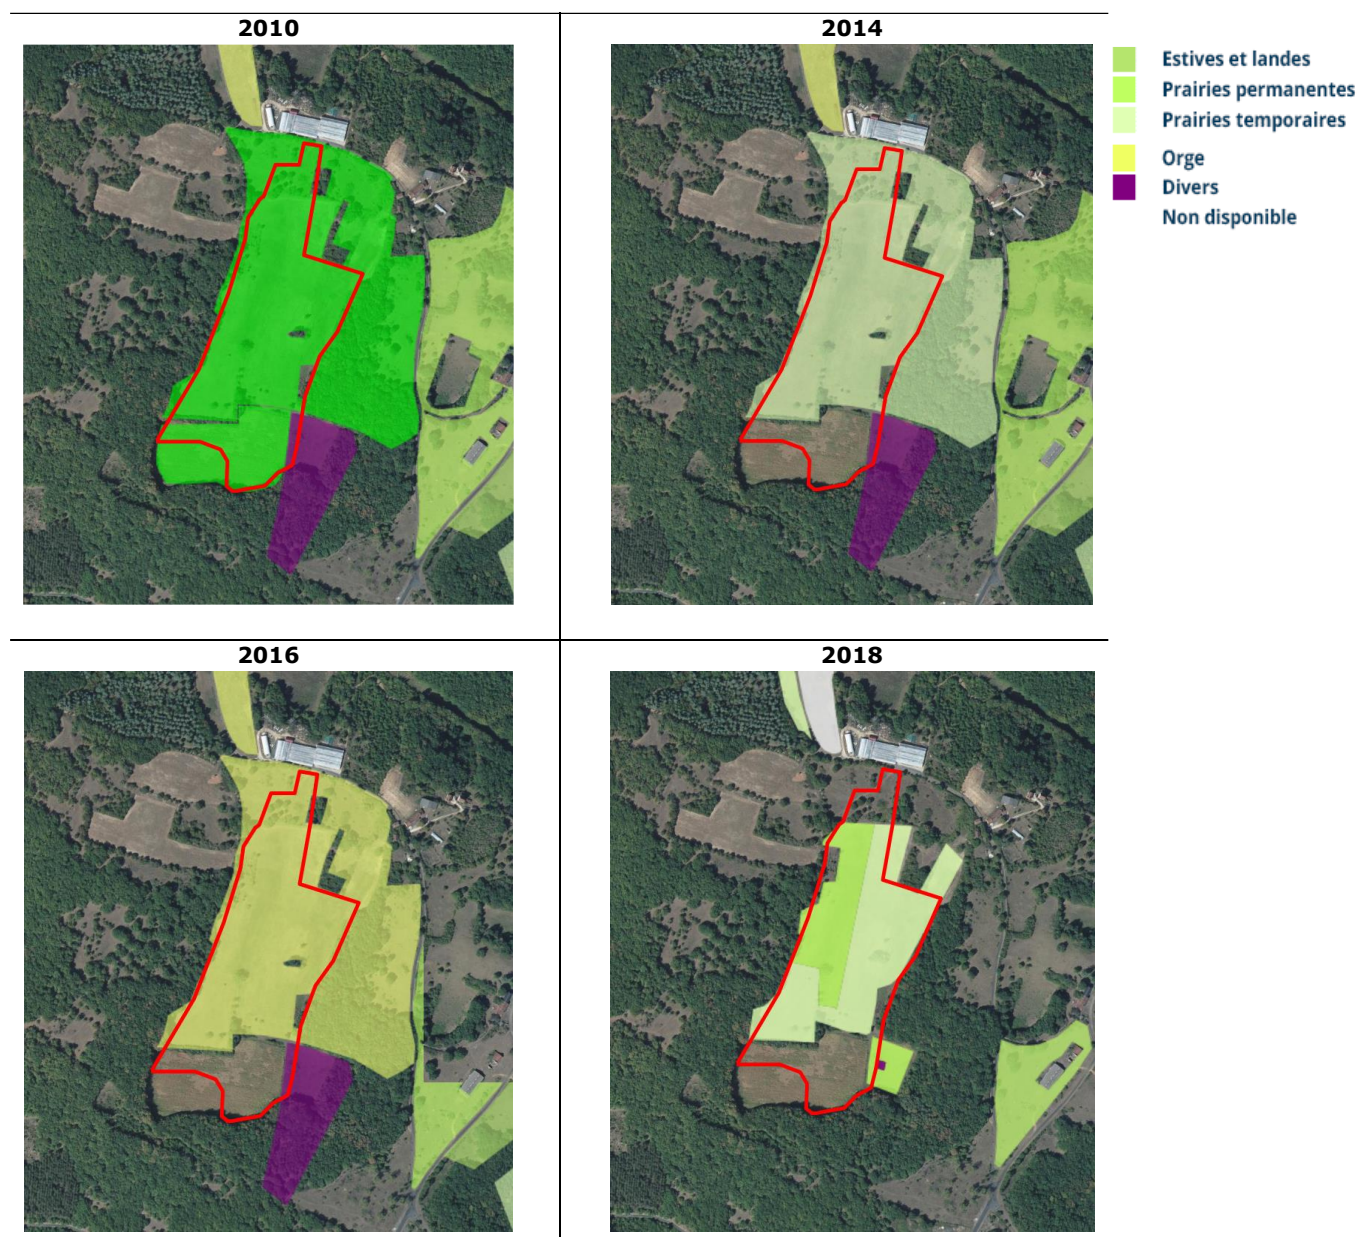 2010
2014
Estives et landes
Prairies permanentes
Prairies temporaires
Orge
Divers
Non disponible
2016
2018